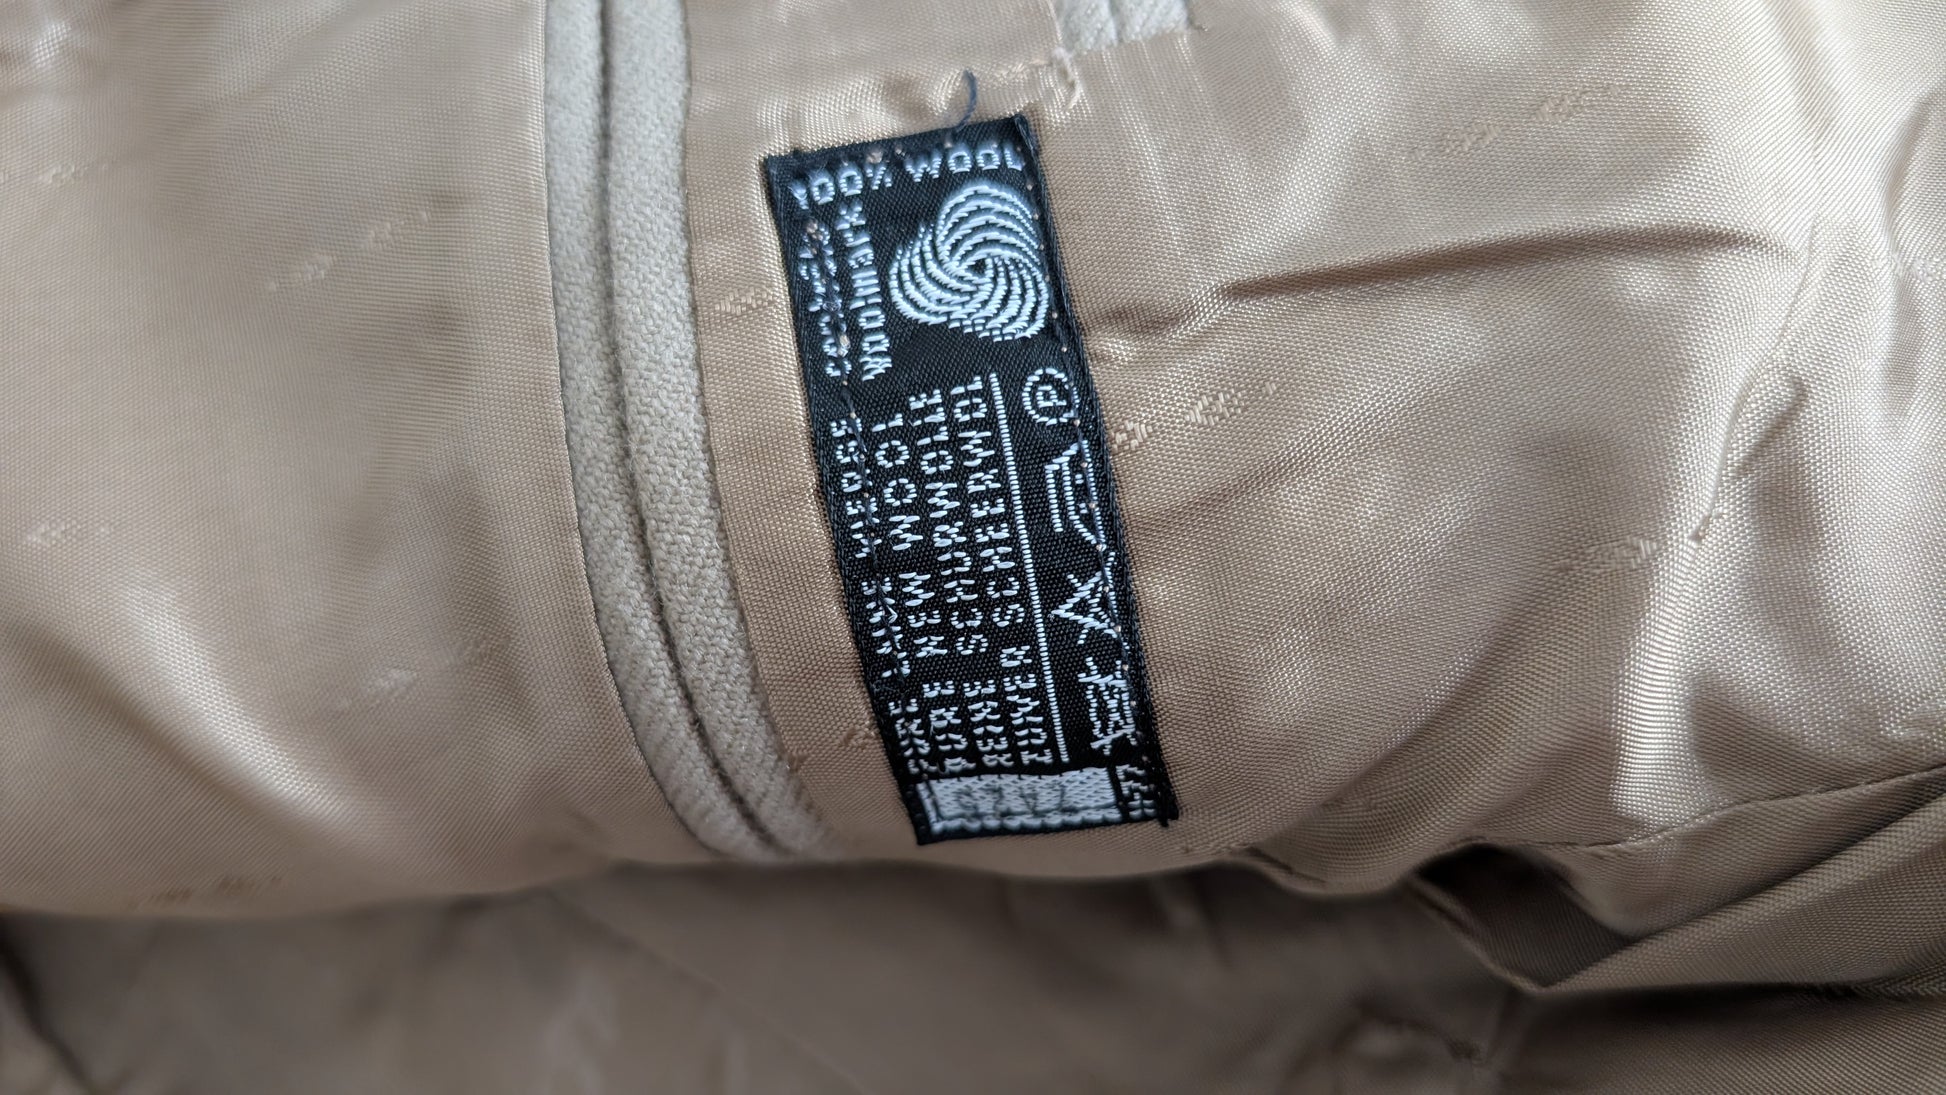 100% WOOL
Woolmark
PURE LAINE VIERGE
PURE NEW WOOL
REINE SCHURWOLLE
ZUIVER SCHEERWOL
P